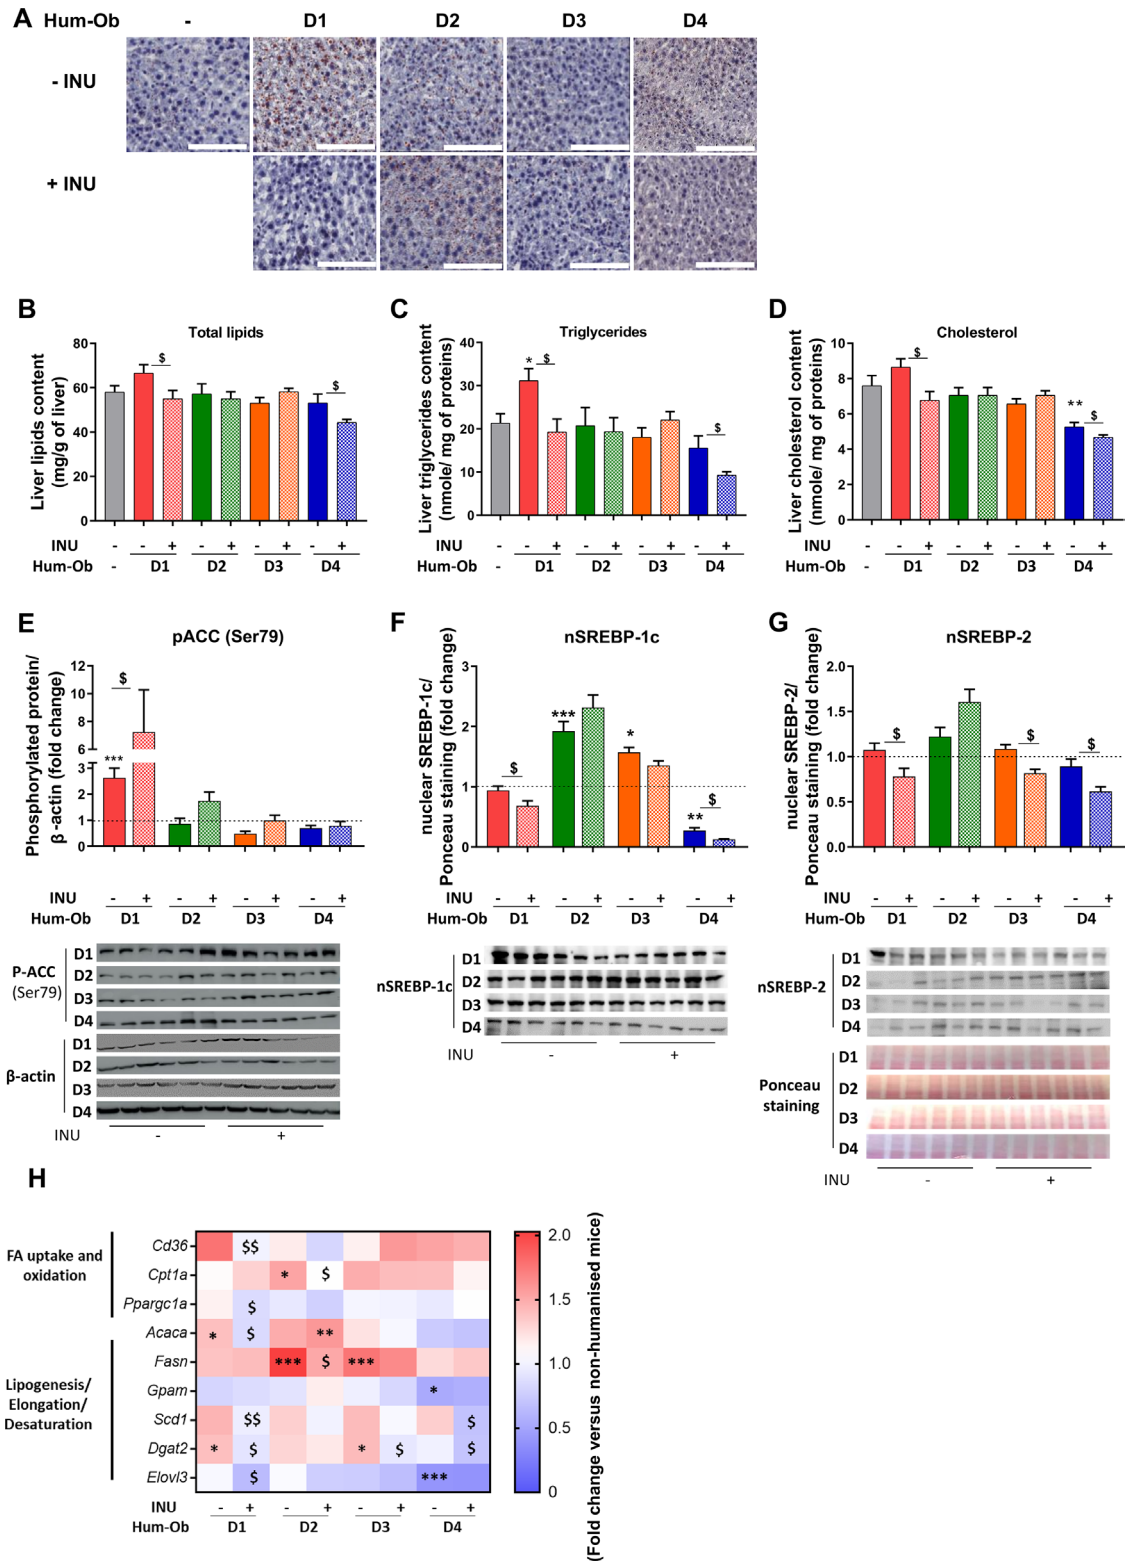 A Hum-Ob - D1 D2 D3 D4
- INU
+ INU
B
Total lipids
Liver lipids content
(mg/g of liver)
80
60
40
20
0
INU - - + - + - + - +
Hum-Ob - D1 D2 D3 D4
$ $
C
Triglycerides
Liver triglycerides content
(nmole/ mg of proteins)
40
30
20
10
0
* $ $
INU - - + - + - + - +
Hum-Ob - D1 D2 D3 D4
D
Cholesterol
Liver cholesterol content
(nmole/ mg of proteins)
10
8
6
4
2
0
$ ** $
INU - - + - + - + - +
Hum-Ob - D1 D2 D3 D4
E
pACC (Ser79)
Phosphorylated protein/
β-actin (fold change)
12
10
8
6
4
3
2
1
0
$
***
INU - + - + - + - +
Hum-Ob D1 D2 D3 D4
P-ACC
(Ser79)
D1
D2
D3
D4
β-actin
D1
D2
D3
D4
INU - +
F
nSREBP-1c
nuclear SREBP-1c/
Ponceau staining (fold change)
3
2
1
0
$ *** * ** $
INU - + - + - + - +
Hum-Ob D1 D2 D3 D4
nSREBP-1c
D1
D2
D3
D4
INU - +
G
nSREBP-2
nuclear SREBP-2/
Ponceau staining (fold change)
2.0
1.5
1.0
0.5
0.0
$ $ $
INU - + - + - + - +
Hum-Ob D1 D2 D3 D4
nSREBP-2
D1
D2
D3
D4
Ponceau
staining
D1
D2
D3
D4
INU - +
H
FA uptake and
oxidation
Lipogenesis/
Elongation/
Desaturation
Cd36 $$
Cpt1a * $
Ppargc1a $
Acaca * $ **
Fasn *** $ ***
Gpam *
Scd1 $$ $
Dgat2 * $ * $ $
Elovl3 $ ***
INU - + - + - + - +
Hum-Ob D1 D2 D3 D4
2.0
1.5
1.0
0.5
0
(Fold change versus non-humanised mice)